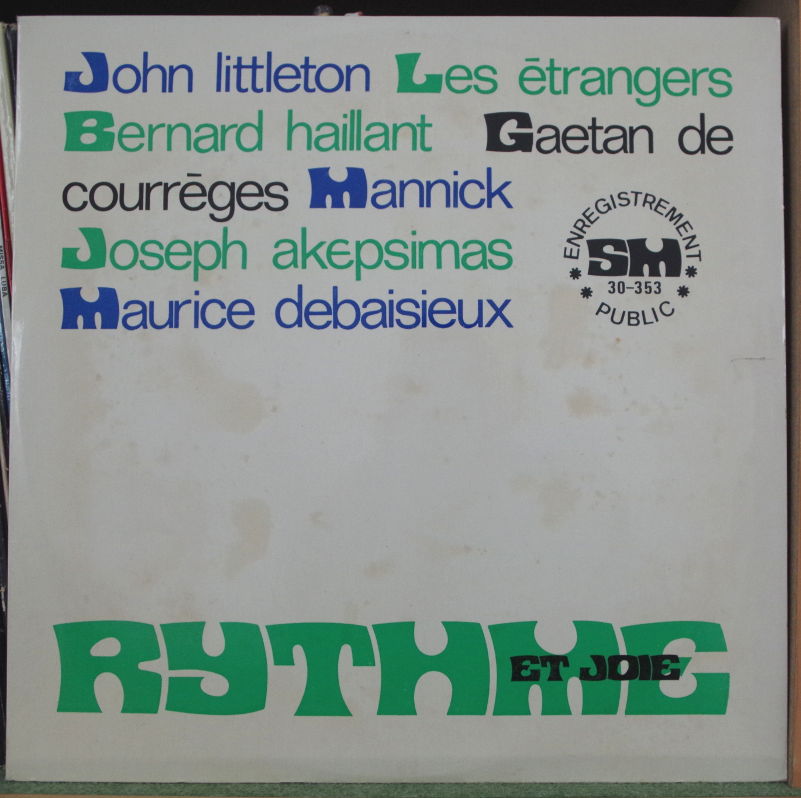 John littleton Les ētrangers
Bernard haillant Gaetan de
courrēges Mannick
Joseph akεpsimas
Maurice debaisieux
ENREGISTREMENT
SM
30-353
PUBLIC
RYTHME
ET JOIE